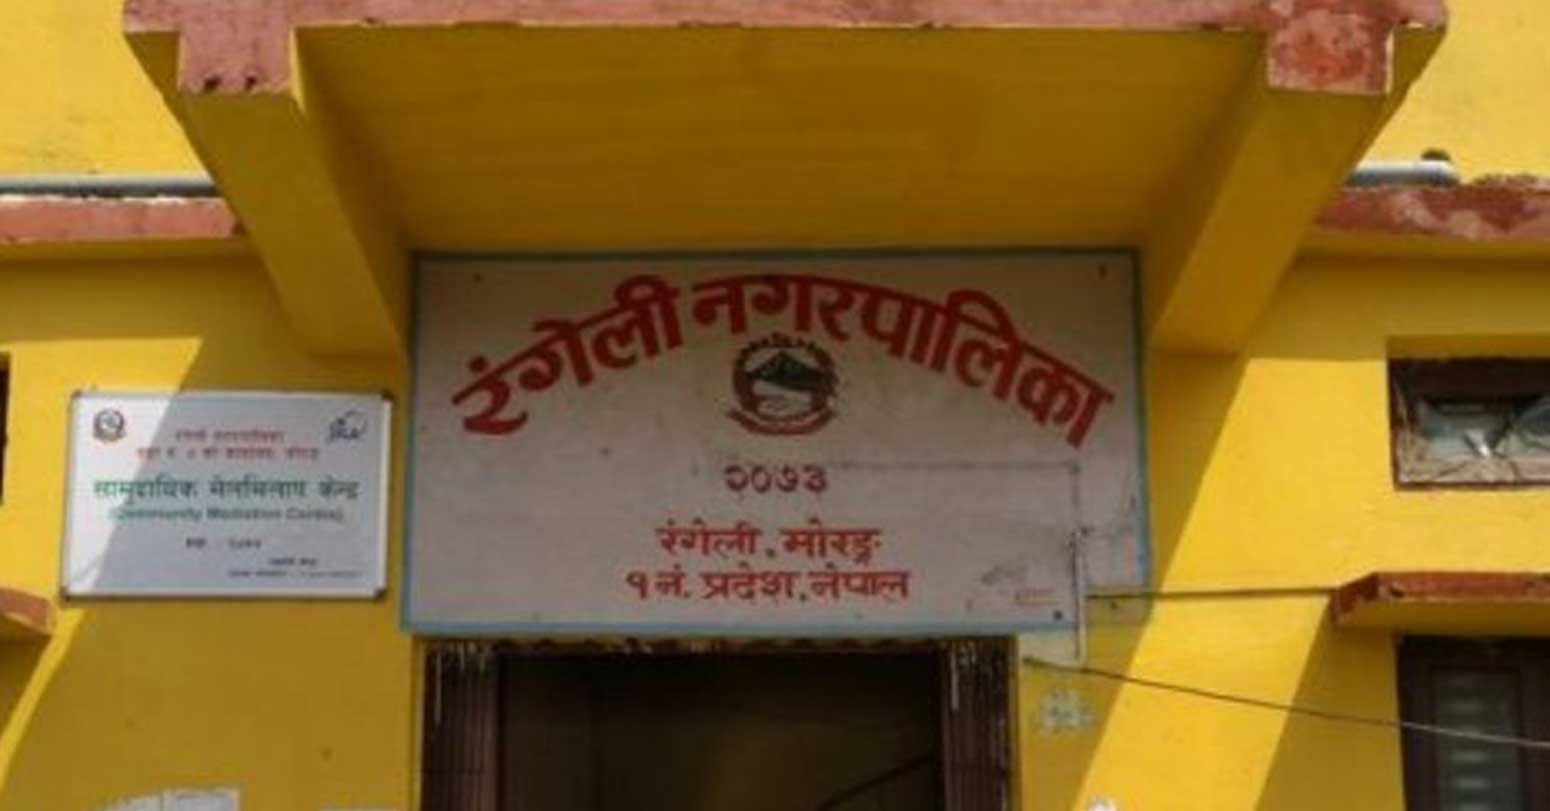 रंगेली नगरपालिका
२०७३
रंगेली, मोरङ्ग
१ नं. प्रदेश, नेपाल
सामुदायिक मेलमिलाप केन्द्र
(Community Mediation Centre)